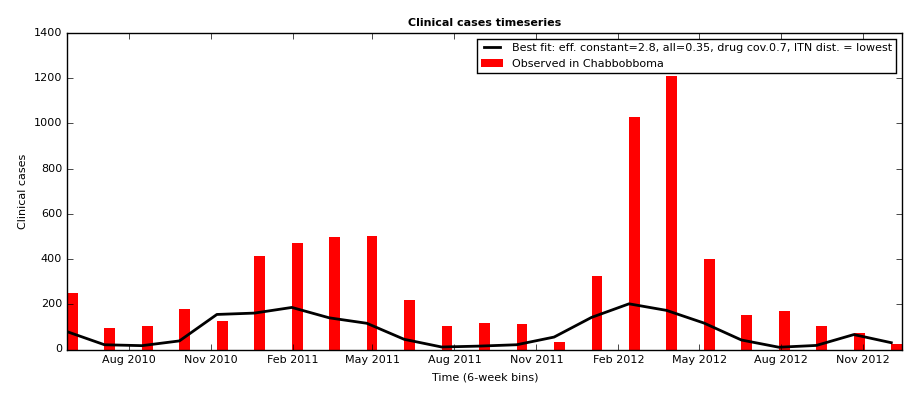 Clinical cases timeseries
Best fit: eff. constant=2.8, all=0.35, drug cov.0.7, ITN dist. = lowest
Observed in Chabbobboma
Clinical cases
1400
1200
1000
800
600
400
200
0
Aug 2010 Nov 2010 Feb 2011 May 2011 Aug 2011 Nov 2011 Feb 2012 May 2012 Aug 2012 Nov 2012
Time (6-week bins)